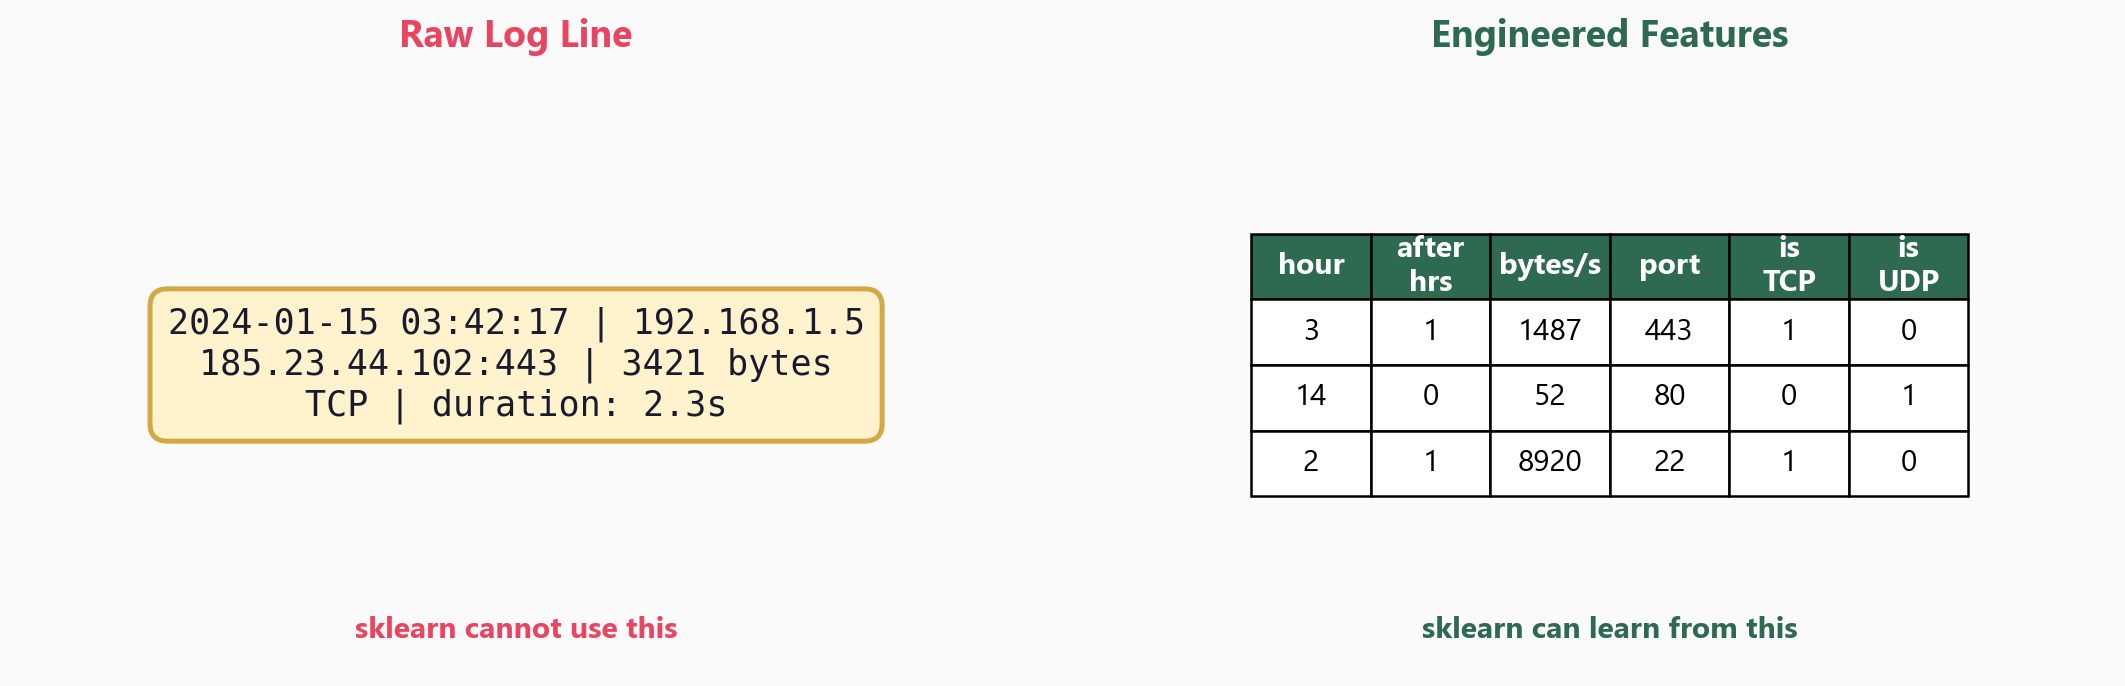 Raw Log Line
2024-01-15 03:42:17 | 192.168.1.5
185.23.44.102:443 | 3421 bytes
TCP | duration: 2.3s
sklearn cannot use this
Engineered Features
hour after hrs bytes/s port is TCP is UDP
3 1 1487 443 1 0
14 0 52 80 0 1
2 1 8920 22 1 0
sklearn can learn from this